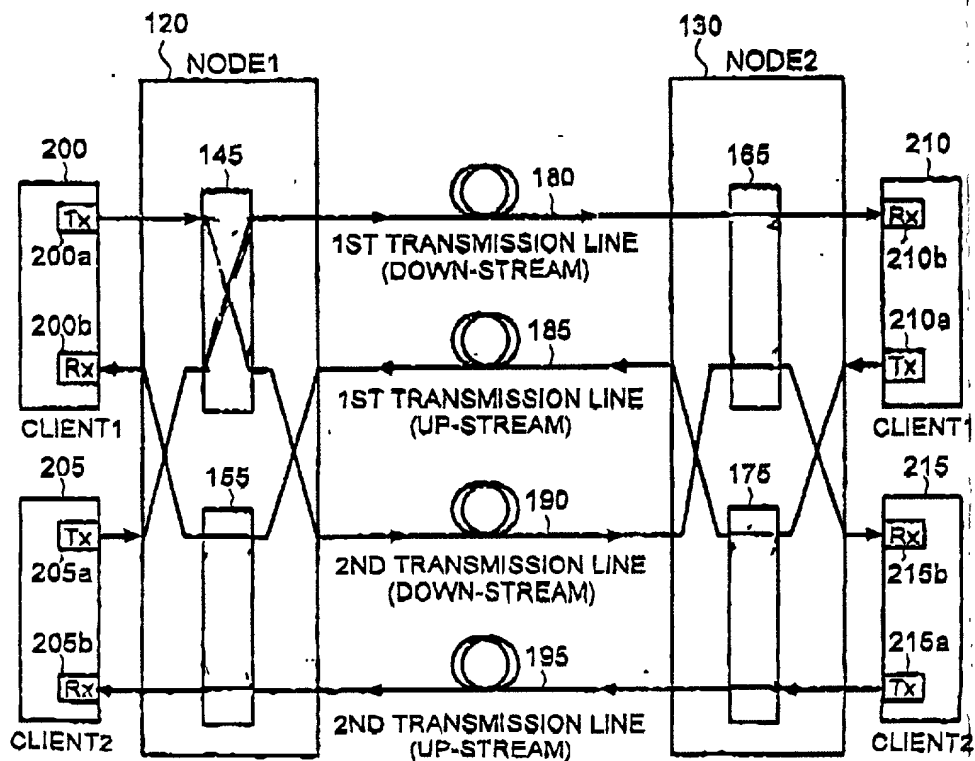 120
130
NODE1
NODE2
200
145
165
210
180
Tx
Rx
200a
1ST TRANSMISSION LINE
(DOWN-STREAM)
210b
200b
185
210a
Rx
Tx
CLIENT1
1ST TRANSMISSION LINE
(UP-STREAM)
CLIENT1
205
155
175
215
190
Tx
Rx
205a
2ND TRANSMISSION LINE
(DOWN-STREAM)
215b
205b
195
215a
Rx
Tx
CLIENT2
2ND TRANSMISSION LINE
(UP-STREAM)
CLIENT2